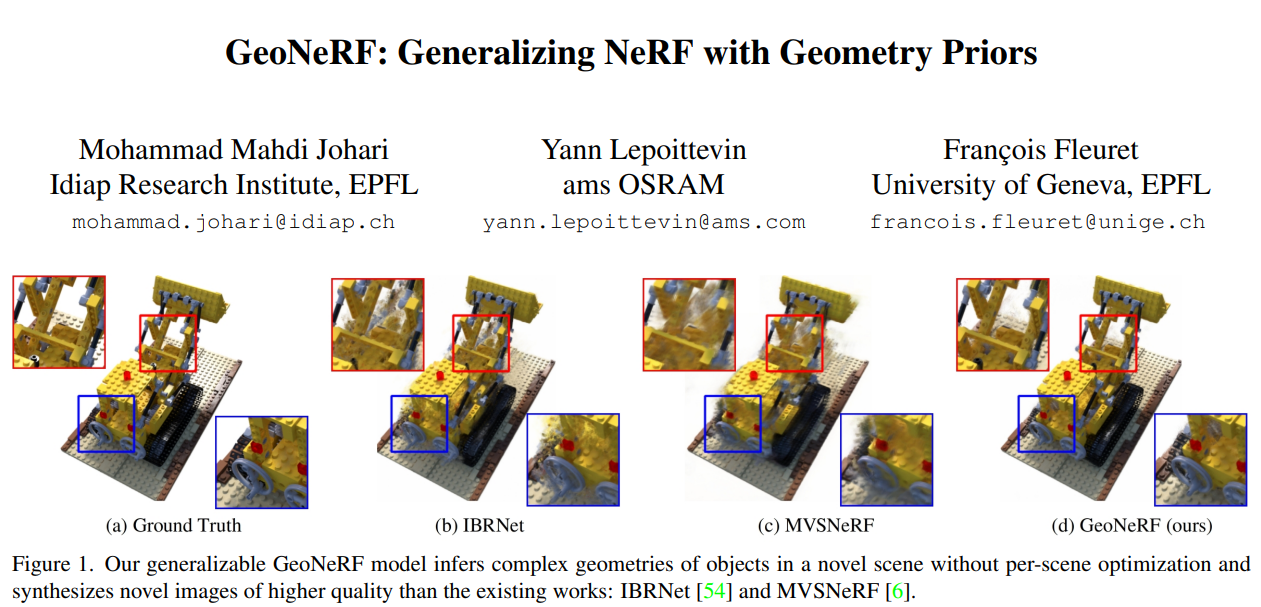 GeoNeRF: Generalizing NeRF with Geometry Priors
Mohammad Mahdi Johari
Idiap Research Institute, EPFL
mohammad.johari@idiap.ch
Yann Lepoittevin
ams OSRAM
yann.lepoittevin@ams.com
François Fleuret
University of Geneva, EPFL
francois.fleuret@unige.ch
(a) Ground Truth
(b) IBRNet
(c) MVSNeRF
(d) GeoNeRF (ours)
Figure 1. Our generalizable GeoNeRF model infers complex geometries of objects in a novel scene without per-scene optimization and
synthesizes novel images of higher quality than the existing works: IBRNet [54] and MVSNeRF [6].